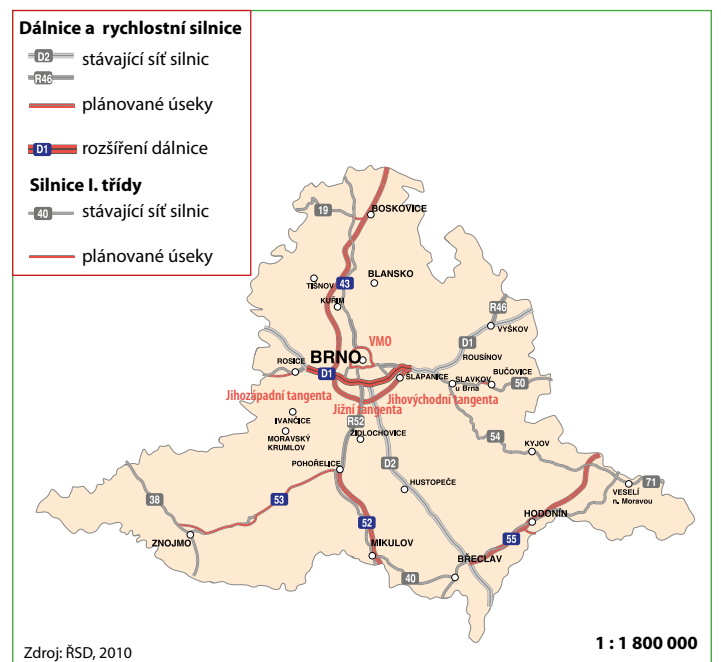 Dálnice a rychlostní silnice
D2
stávající síť silnic
R46
plánované úseky
D1
rozšíření dálnice
Silnice I. třídy
40
stávající síť silnic
plánované úseky
19
BOSKOVICE
TIŠNOV
43
BLANSKO
KUŘIM
R46
VYŠKOV
VMO
D1
BRNO
ROUSÍNOV
ROSICE
D1
ŠLAPANICE
SLAVKOV
u Brna
BUČOVICE
50
Jihozápadní tangenta
Jihovýchodní tangenta
Jižní tangenta
IVANČICE
R52
MORAVSKÝ
KRUMLOV
ŽIDLOCHOVICE
54
KYJOV
POHOŘELICE
D2
HUSTOPEČE
71
VESELÍ
n. Moravou
38
53
52
HODONÍN
ZNOJMO
MIKULOV
55
BŘECLAV
40
Zdroj: ŘSD, 2010
1 : 1 800 000